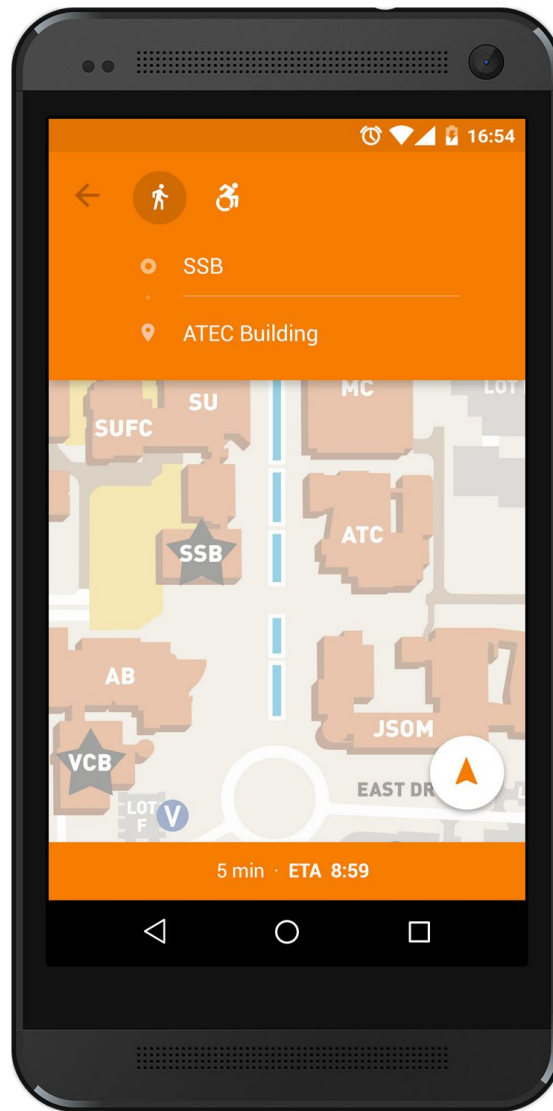 16:54
SSB
ATEC Building
SU
MC
LOT
SUFC
SSB
ATC
AB
JSOM
VCB
LOT
F
V
EAST DR
L
5 min · ETA 8:59